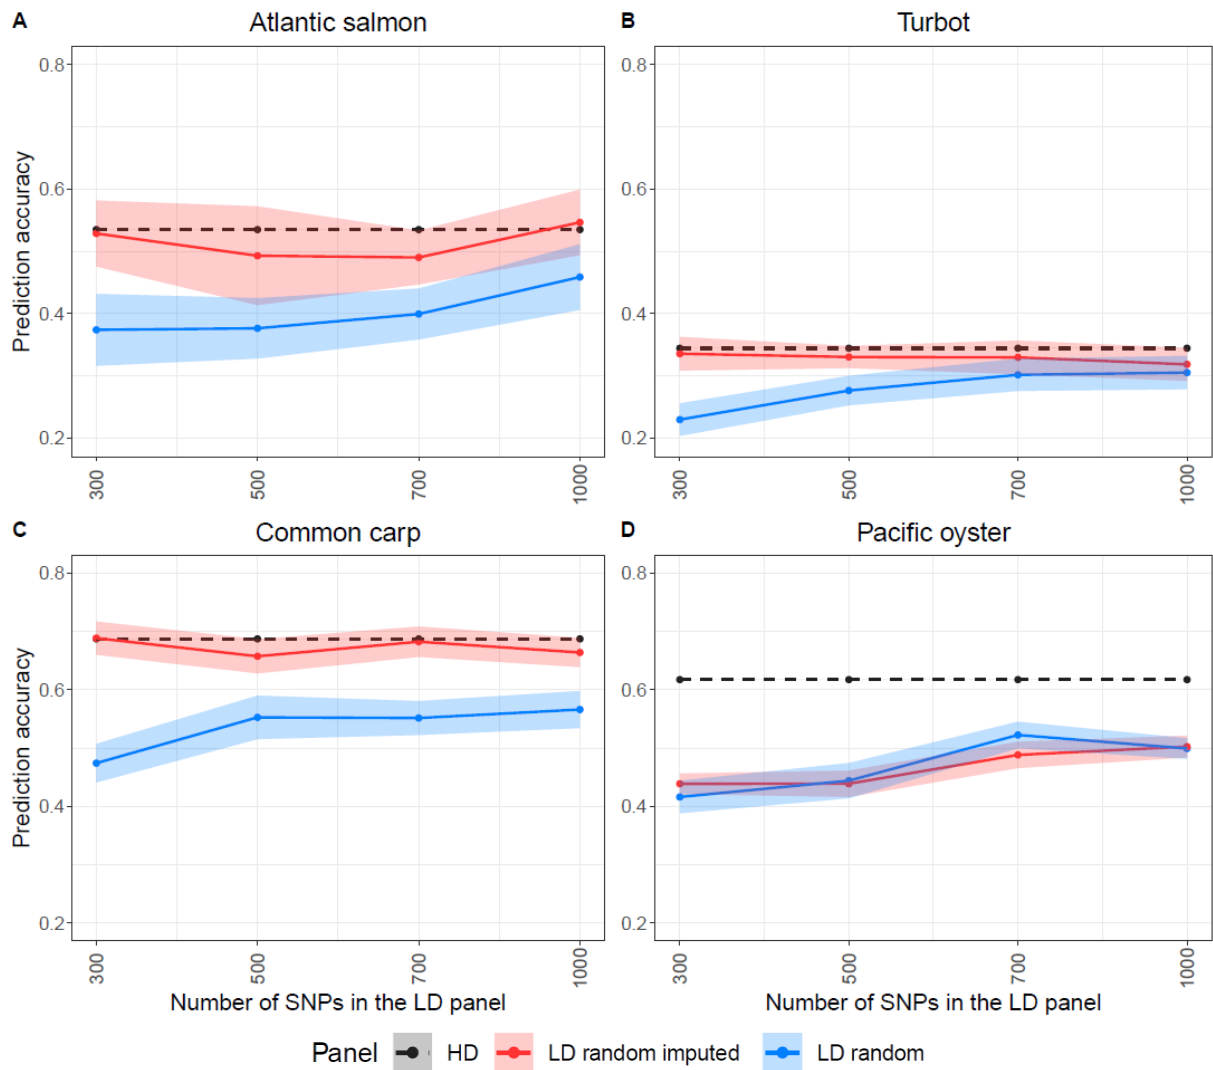 A Atlantic salmon
B Turbot
Prediction accuracy
0.8
0.6
0.4
0.2
300 500 700 1000
0.8
0.6
0.4
0.2
300 500 700 1000
C Common carp
D Pacific oyster
Prediction accuracy
0.8
0.6
0.4
0.2
300 500 700 1000
Number of SNPs in the LD panel
0.8
0.6
0.4
0.2
300 500 700 1000
Number of SNPs in the LD panel
Panel HD LD random imputed LD random